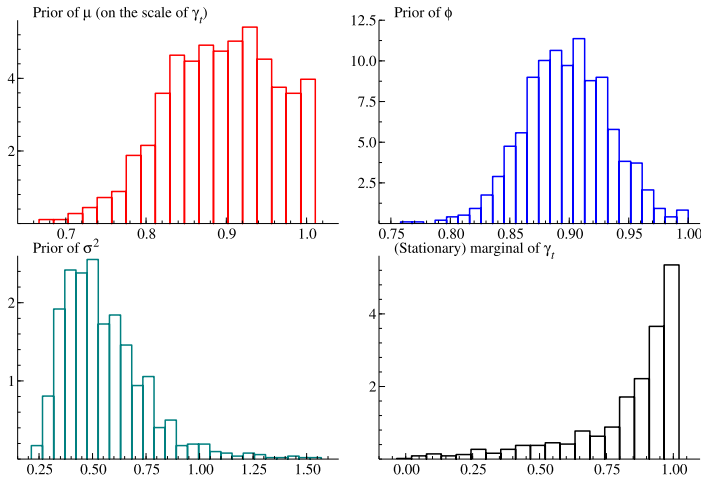 Prior of μ (on the scale of γt)
4
2
0.7 0.8 0.9 1.0
Prior of ϕ
12.5
10.0
7.5
5.0
2.5
0.75 0.80 0.85 0.90 0.95 1.00
Prior of σ²
2
1
0.25 0.50 0.75 1.00 1.25 1.50
(Stationary) marginal of γt
4
2
0.00 0.25 0.50 0.75 1.00